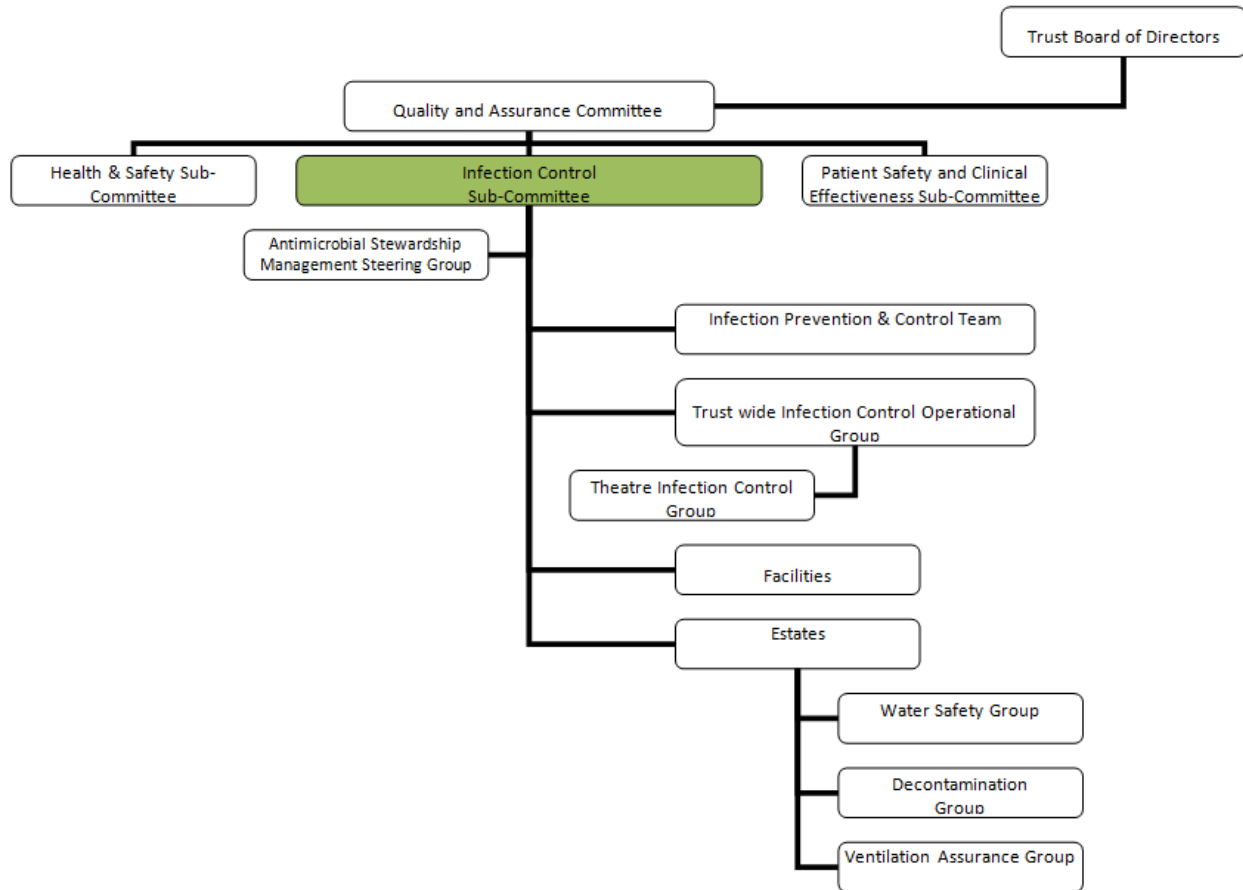 Trust Board of Directors
Quality and Assurance Committee
Health & Safety Sub-
Committee
Infection Control
Sub-Committee
Patient Safety and Clinical
Effectiveness Sub-Committee
Antimicrobial Stewardship
Management Steering Group
Infection Prevention & Control Team
Trust wide Infection Control Operational
Group
Theatre Infection Control
Group
Facilities
Estates
Water Safety Group
Decontamination
Group
Ventilation Assurance Group